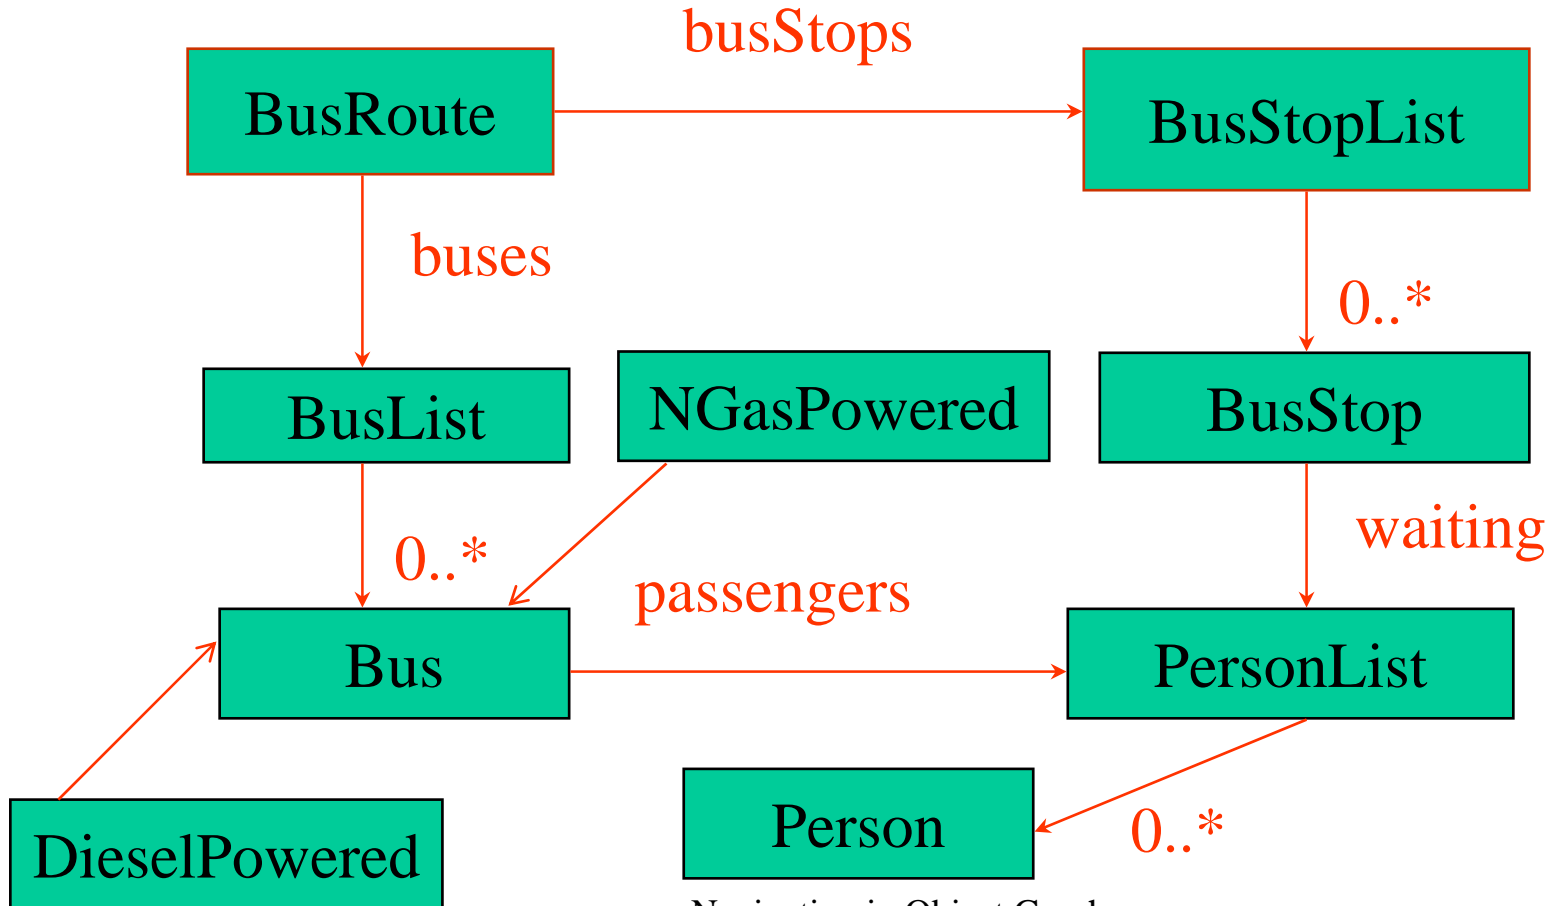 busStops
BusRoute
BusStopList
buses
0..*
BusList
NGasPowered
BusStop
0..*
waiting
passengers
Bus
PersonList
Person
0..*
DieselPowered